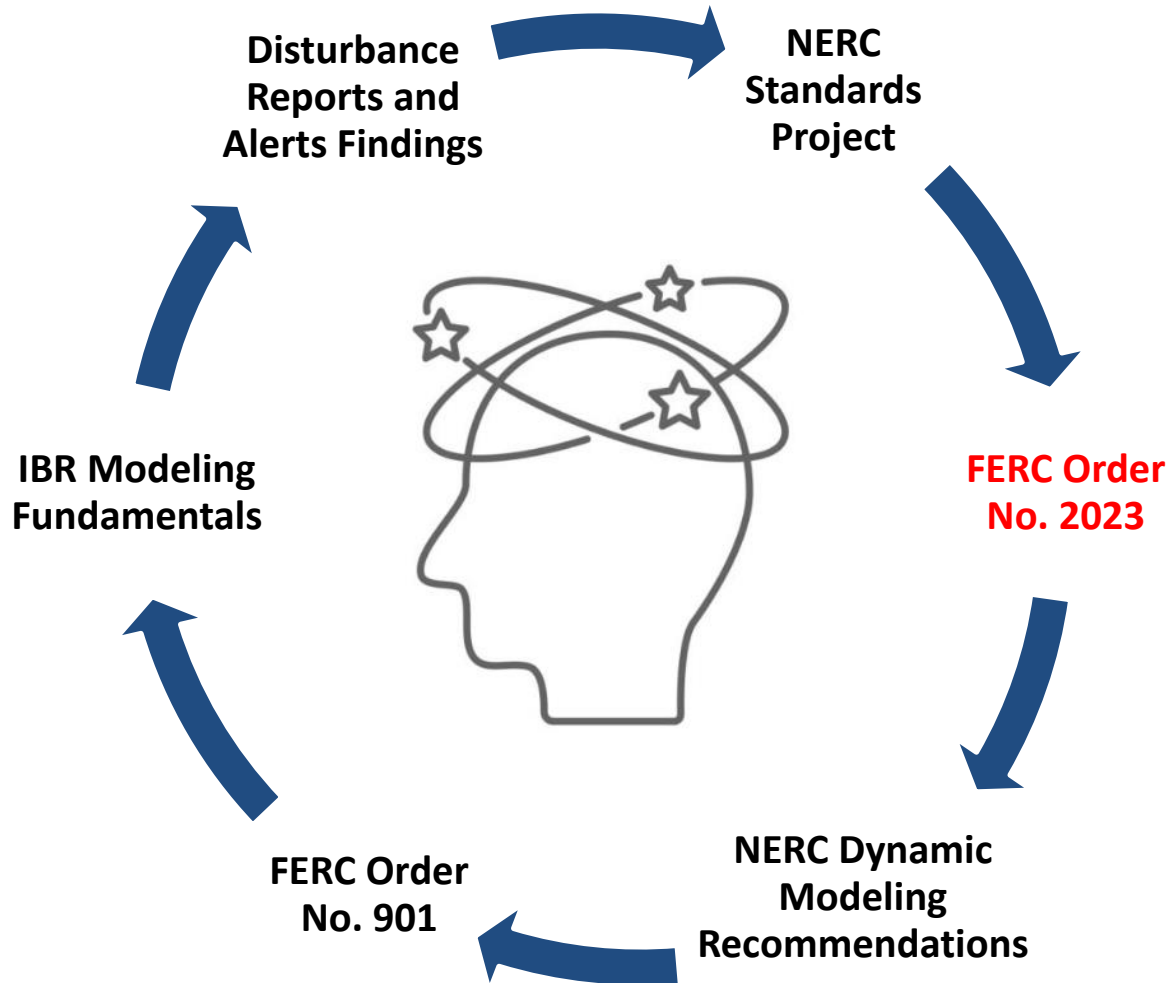 Disturbance
Reports and
Alerts Findings
NERC
Standards
Project
FERC Order
No. 2023
NERC Dynamic
Modeling
Recommendations
FERC Order
No. 901
IBR Modeling
Fundamentals